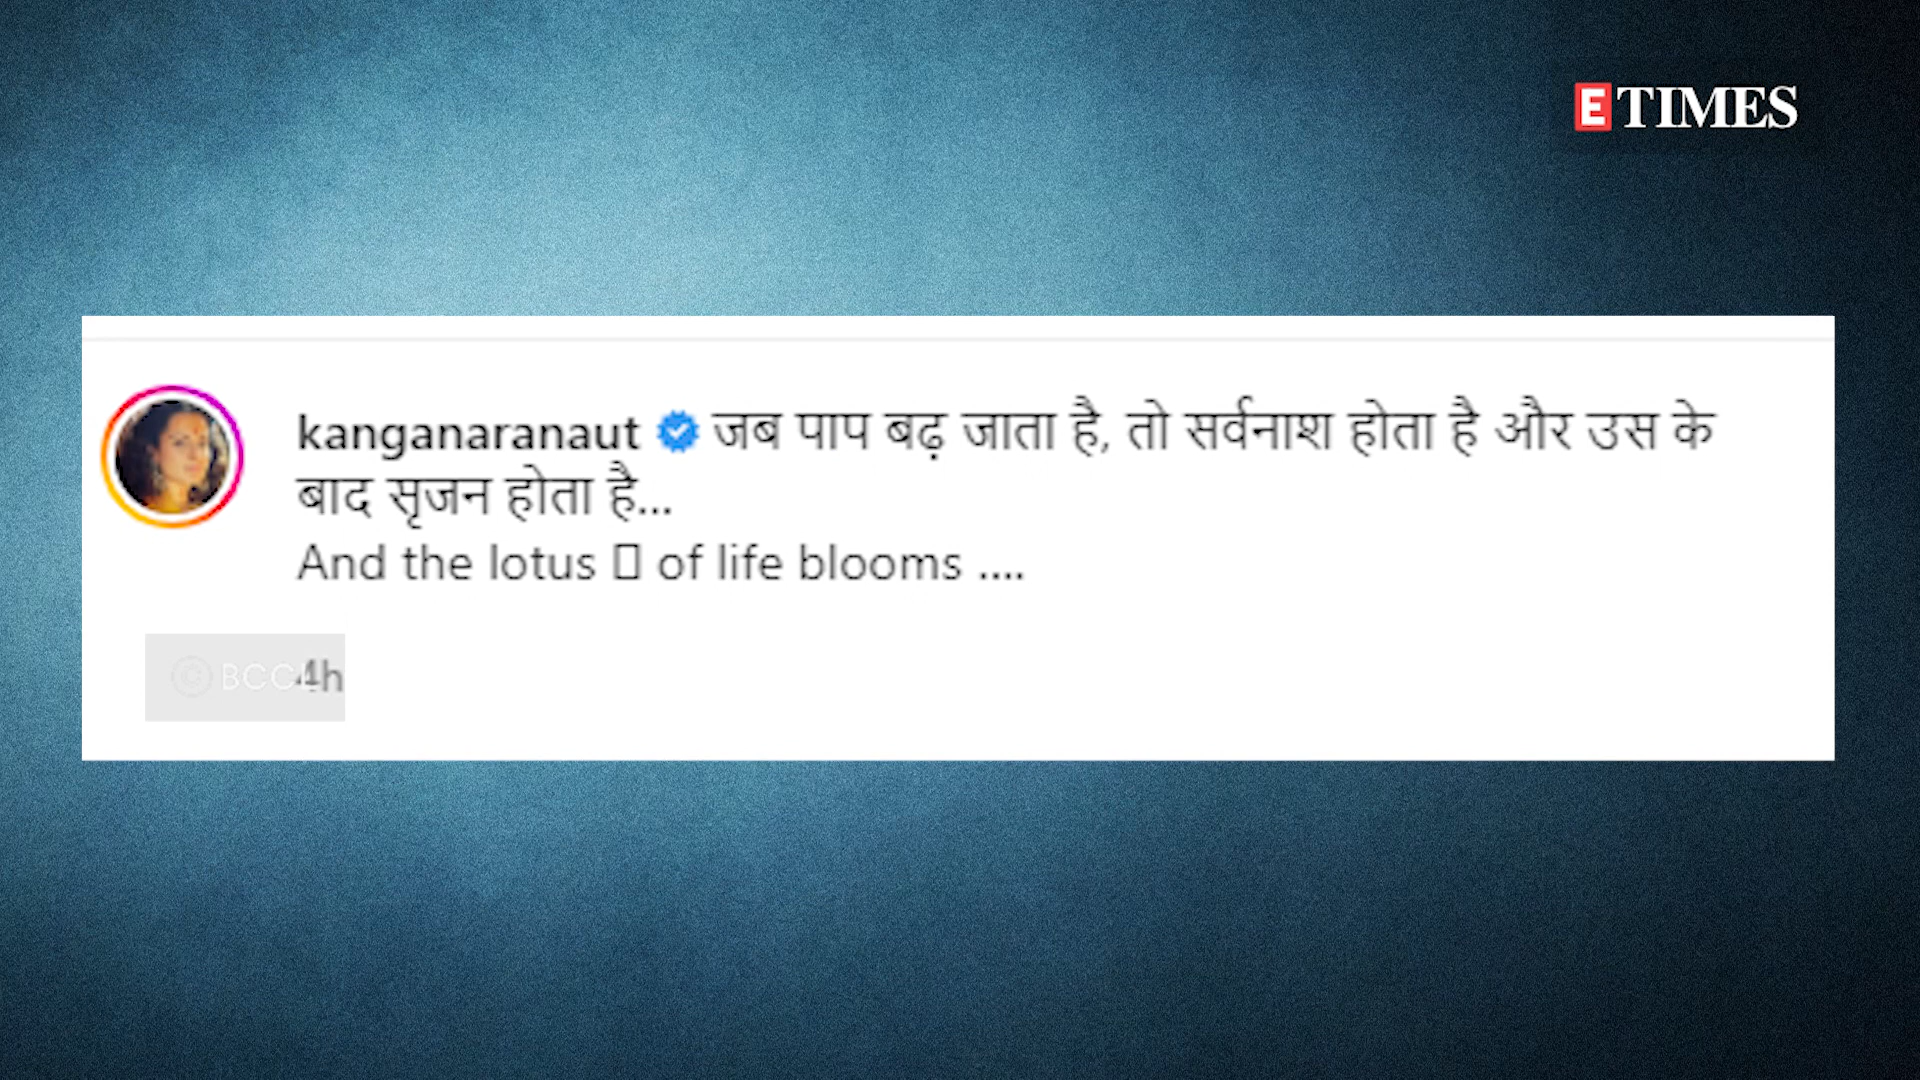 E TIMES
kanganaranaut जब पाप बढ़ जाता है, तो सर्वनाश होता है और उस के
बाद सृजन होता है...
And the lotus of life blooms ....
© BCCL 4h